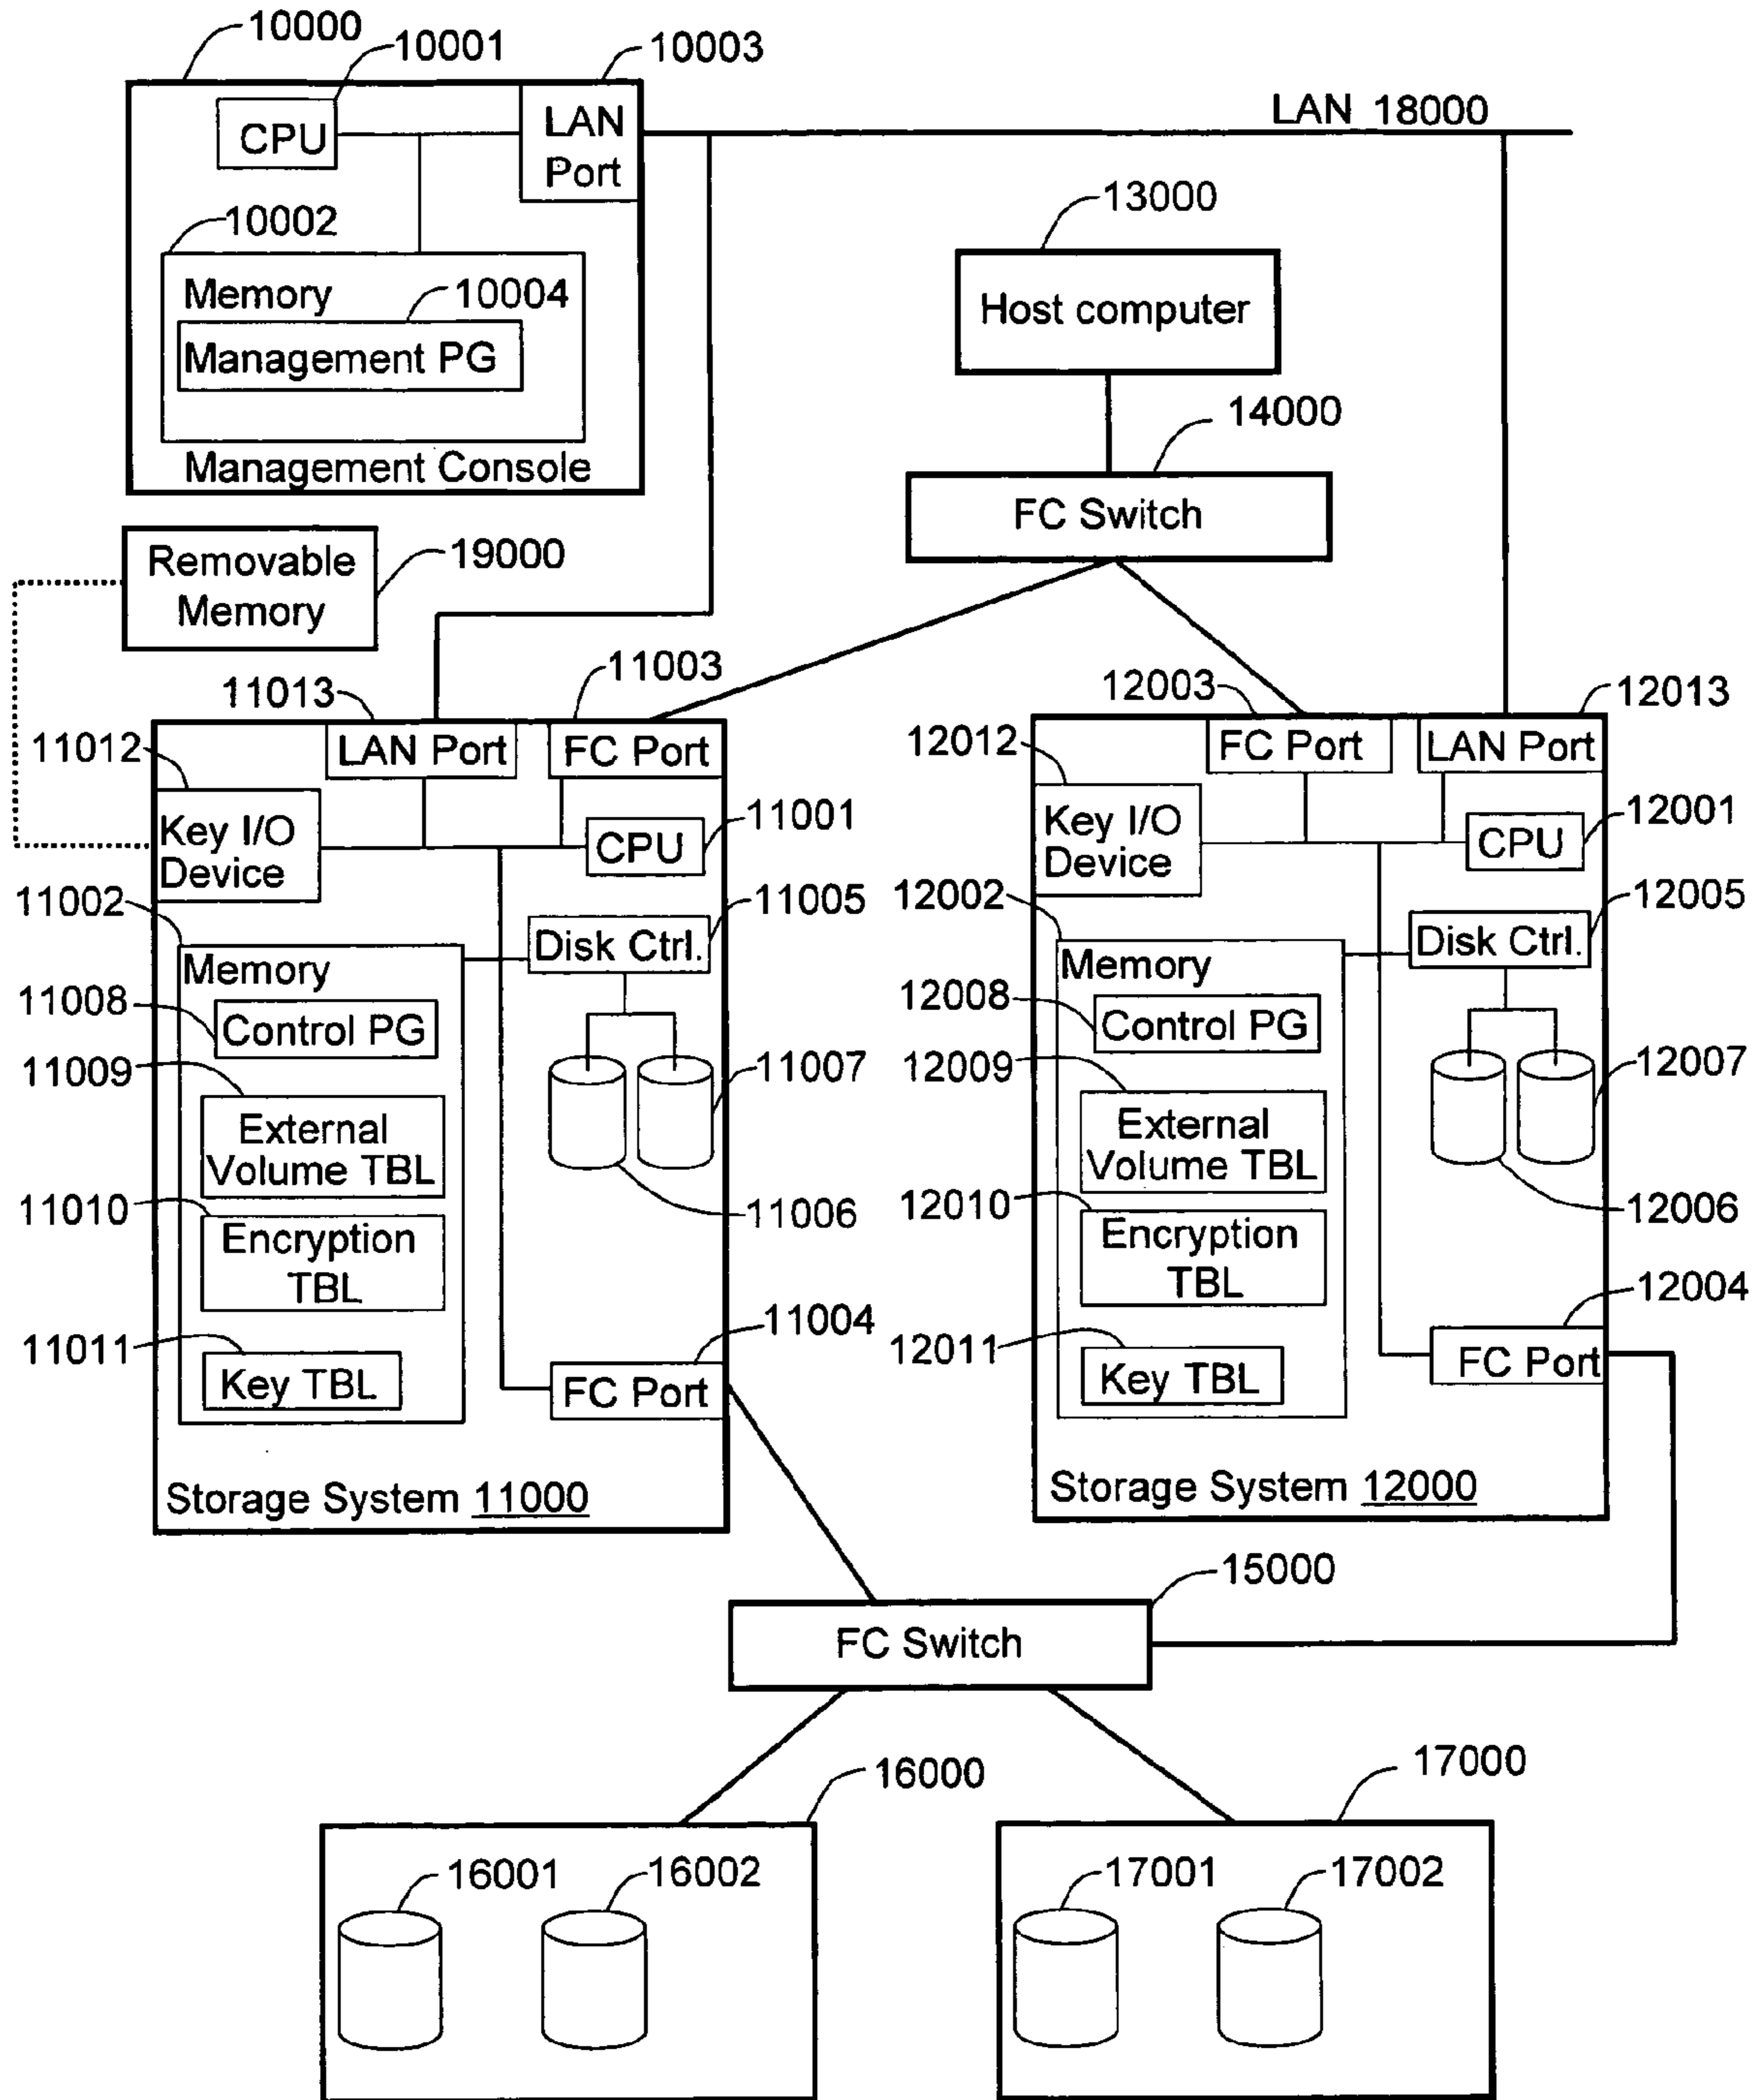 10000
10001
10003
CPU
LAN
Port
LAN 18000
10002
Memory
10004
Management PG
Management Console
13000
Host computer
14000
FC Switch
Removable
Memory
19000
11013
11003
LAN Port
FC Port
11012
Key I/O
Device
11001
CPU
11002
11005
Disk Ctrl.
Memory
11008
Control PG
11009
External
Volume TBL
11007
11010
Encryption
TBL
11006
11011
Key TBL
11004
FC Port
Storage System 11000
12003
12013
FC Port
LAN Port
12012
Key I/O
Device
12001
CPU
12002
12005
Disk Ctrl.
Memory
12008
Control PG
12009
External
Volume TBL
12007
12010
Encryption
TBL
12006
12011
Key TBL
12004
FC Port
Storage System 12000
15000
FC Switch
16000
16001
16002
17000
17001
17002